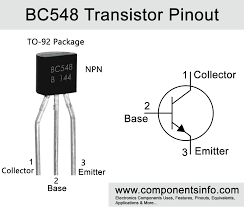 BC548 Transistor Pinout
TO-92 Package
BC548
B 144
NPN
1
Collector
2
Base
3
Emitter
1
Collector
2
Base
3
Emitter
www.componentsinfo.com
Electronics Components Uses, Features, Pinouts, Equivalents,
Applications & More...